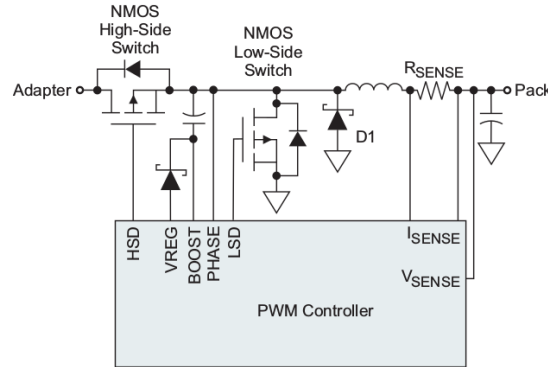 NMOS
High-Side
Switch
NMOS
Low-Side
Switch
RSENSE
Adapter
Pack
D1
HSD
VREG
BOOST
PHASE
LSD
ISENSE
VSENSE
PWM Controller